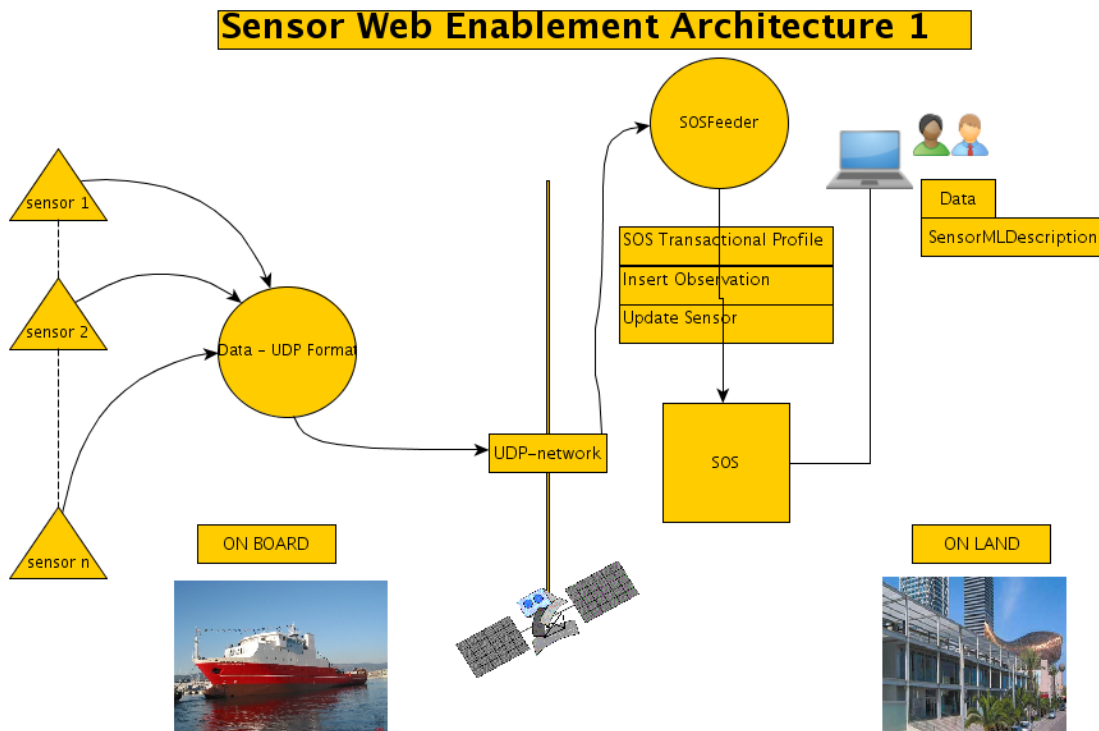 Sensor Web Enablement Architecture 1
SOSFeeder
sensor 1
Data
SensorMLDescription
SOS Transactional Profile
Insert Observation
Update Sensor
sensor 2
Data – UDP Format
UDP–network
SOS
sensor n
ON BOARD
ON LAND